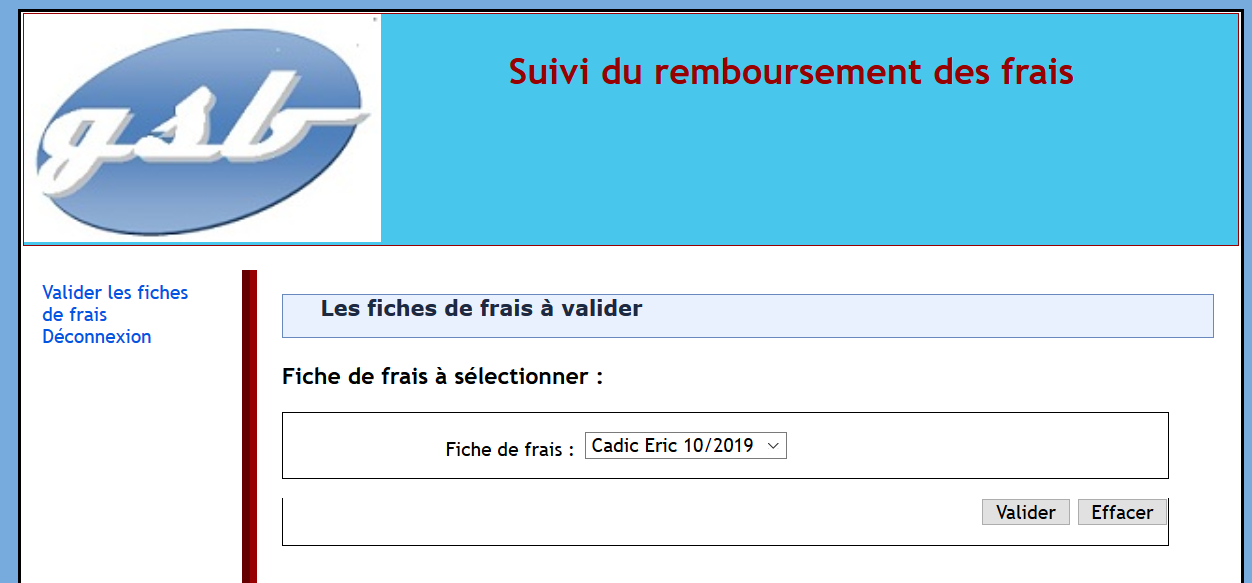 gsb
Suivi du remboursement des frais
Valider les fiches
de frais
Déconnexion
Les fiches de frais à valider
Fiche de frais à sélectionner :
Fiche de frais : Cadic Eric 10/2019
Valider Effacer